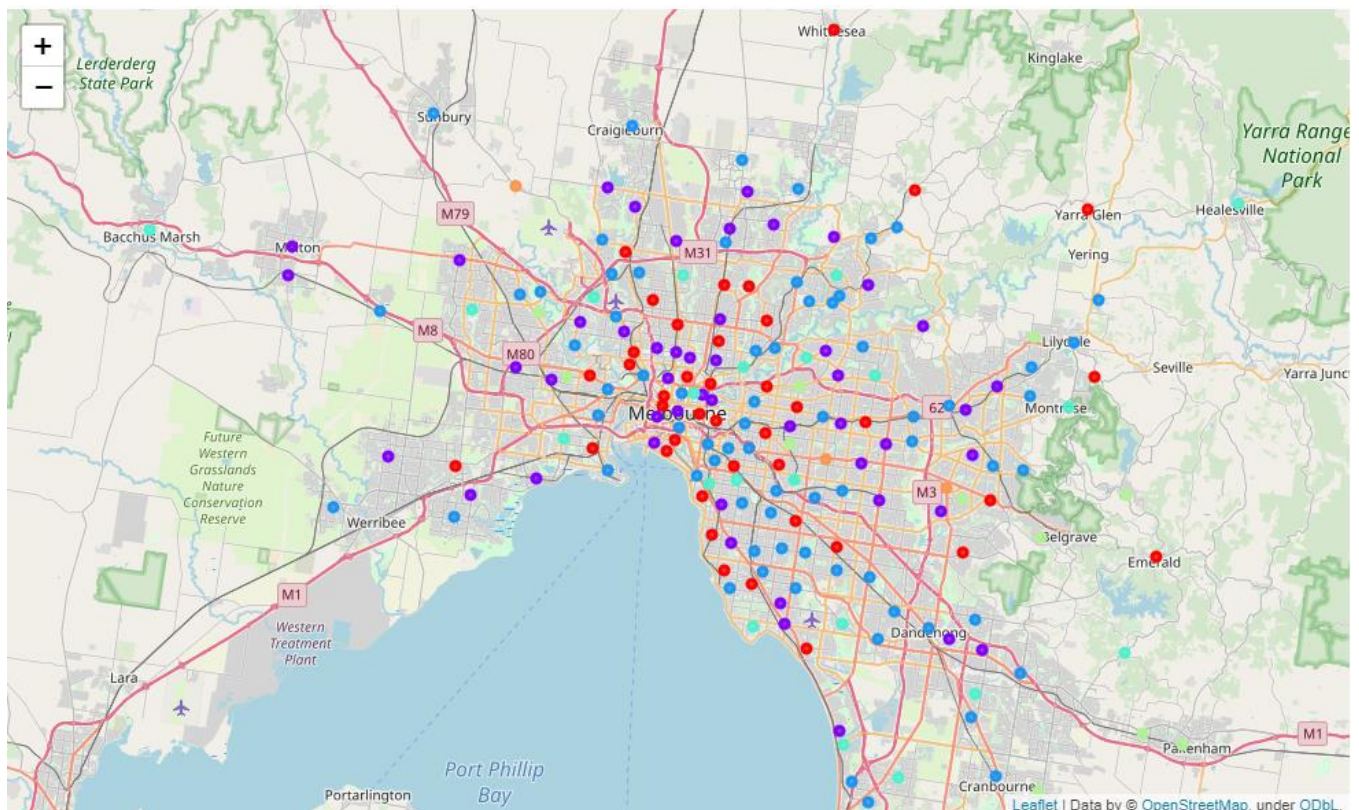 +
−
Lerderderg
State Park
Whittlesea
Kinglake
Sunbury
Craigieburn
Yarra Range
National
Park
M79
Yarra Glen
Healesville
Bacchus Marsh
Melton
M31
Yering
M8
M80
Lilydale
Seville
Yarra Junct
Melbourne
62
Montrose
Future
Western
Grasslands
Nature
Conservation
Reserve
M3
Werribee
Belgrave
Emerald
M1
Western
Treatment
Plant
Dandenong
Lara
Pakenham
M1
Port Phillip
Bay
Portarlington
Cranbourne
Leaflet | Data by © OpenStreetMap, under ODbL.